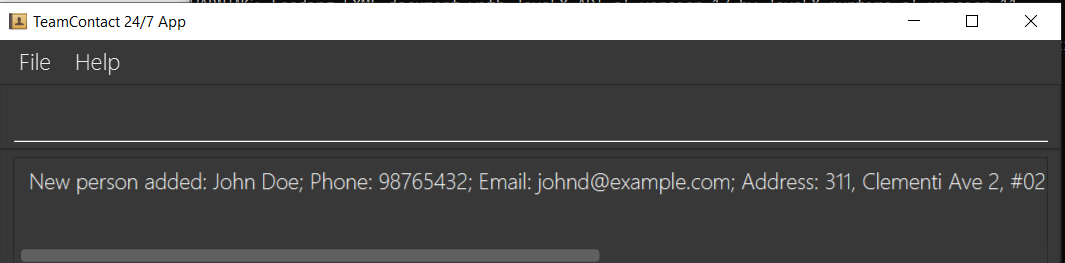 TeamContact 24/7 App
File Help
New person added: John Doe; Phone: 98765432; Email: johnd@example.com; Address: 311, Clementi Ave 2, #02